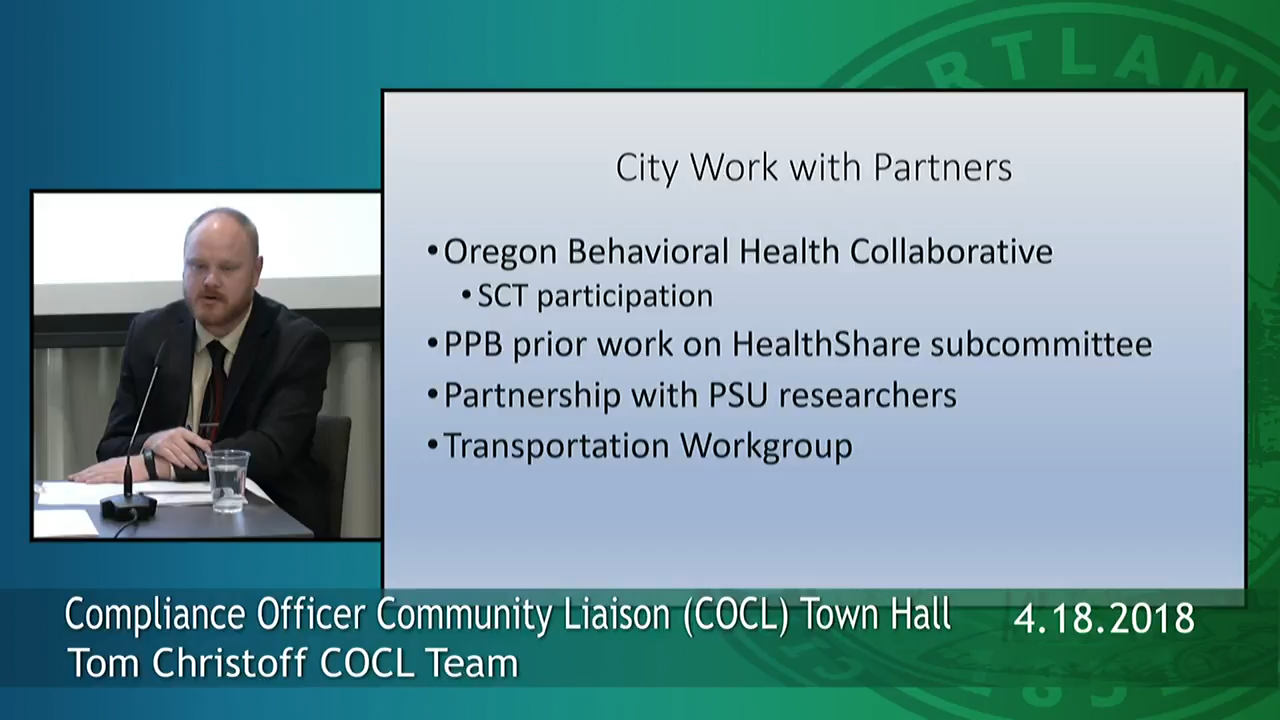 City Work with Partners
•Oregon Behavioral Health Collaborative
•SCT participation
•PPB prior work on HealthShare subcommittee
•Partnership with PSU researchers
•Transportation Workgroup
Compliance Officer Community Liaison (COCL) Town Hall 4.18.2018
Tom Christoff COCL Team